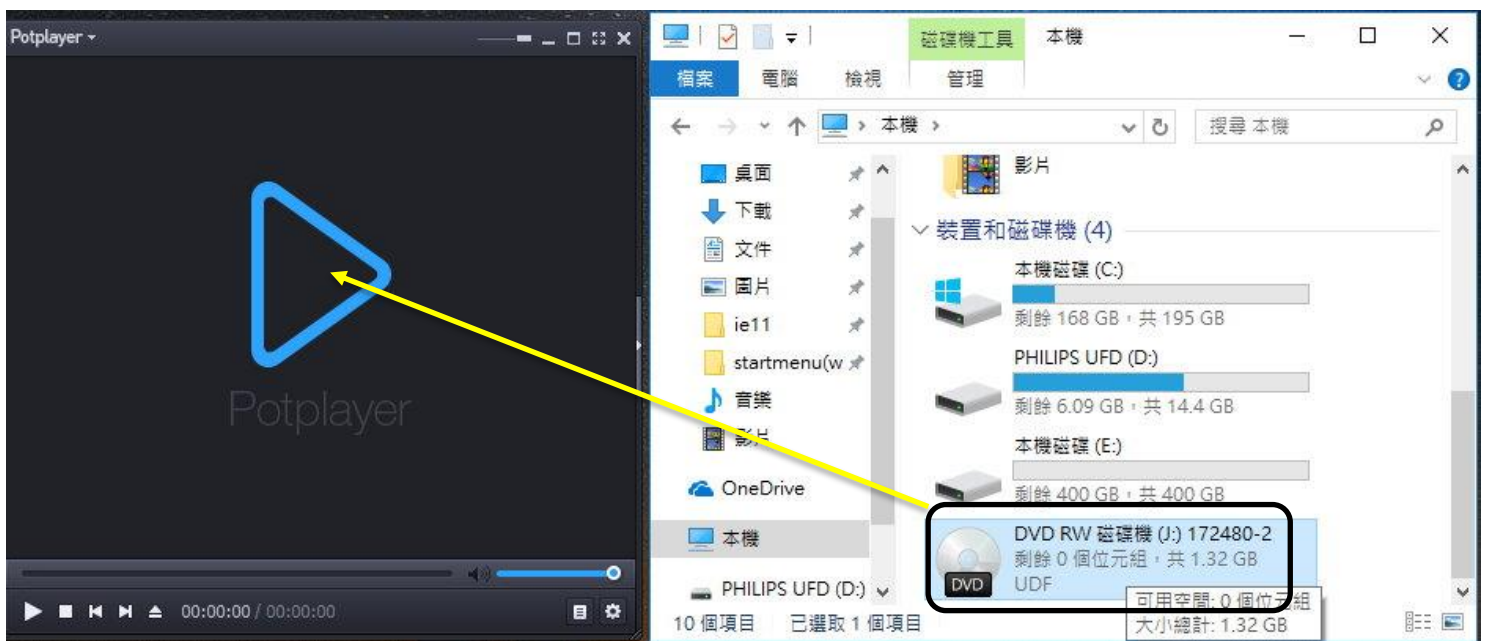 Potplayer
Potplayer
00:00:00 / 00:00:00
磁碟機工具
本機
檔案
電腦
檢視
管理
本機
搜尋 本機
桌面
下載
文件
圖片
ie11
startmenu(w
音樂
影片
OneDrive
本機
PHILIPS UFD (D:)
影片
裝置和磁碟機 (4)
本機磁碟 (C:)
剩餘 168 GB，共 195 GB
PHILIPS UFD (D:)
剩餘 6.09 GB，共 14.4 GB
本機磁碟 (E:)
剩餘 400 GB，共 400 GB
DVD RW 磁碟機 (J:) 172480-2
剩餘 0 個位元組，共 1.32 GB
UDF
DVD
可用空間: 0 個位元組
大小總計: 1.32 GB
10 個項目
已選取 1 個項目